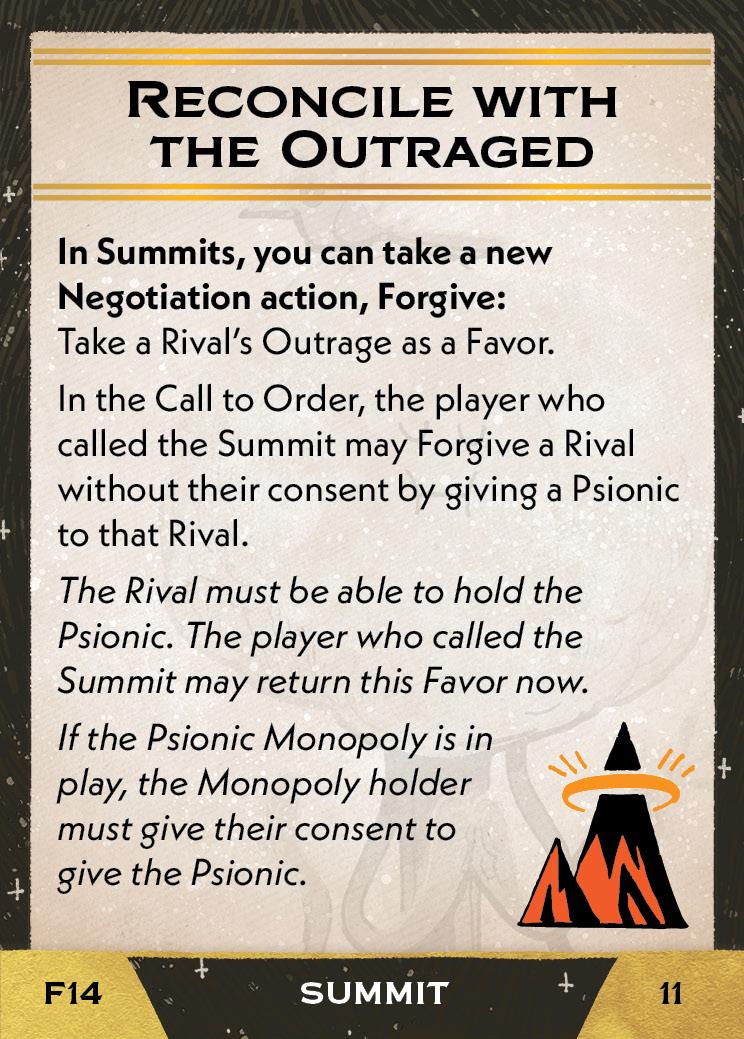 RECONCILE WITH
THE OUTRAGED
In Summits, you can take a new
Negotiation action, Forgive:
Take a Rival’s Outrage as a Favor.
In the Call to Order, the player who
called the Summit may Forgive a Rival
without their consent by giving a Psionic
to that Rival.
The Rival must be able to hold the
Psionic. The player who called the
Summit may return this Favor now.
If the Psionic Monopoly is in
play, the Monopoly holder
must give their consent to
give the Psionic.
F14 SUMMIT 11